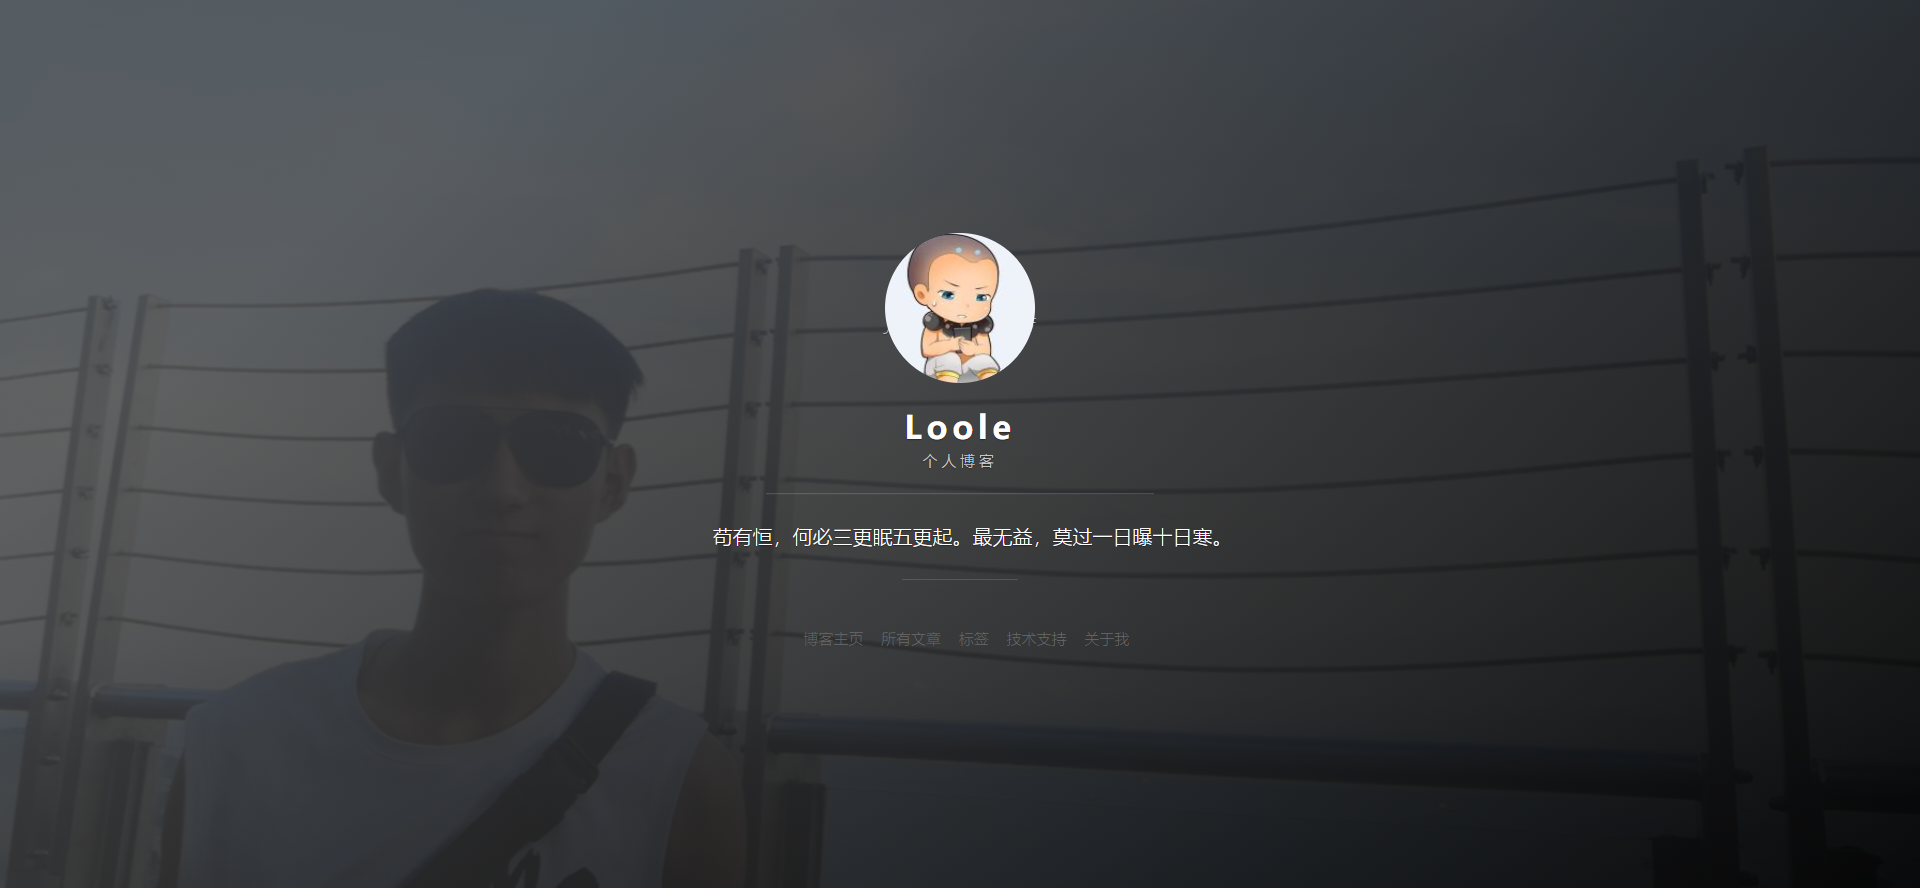 Loole
个人博客
苟有恒，何必三更眠五更起。最无益，莫过一日曝十日寒。
博客主页 所有文章 标签 技术支持 关于我